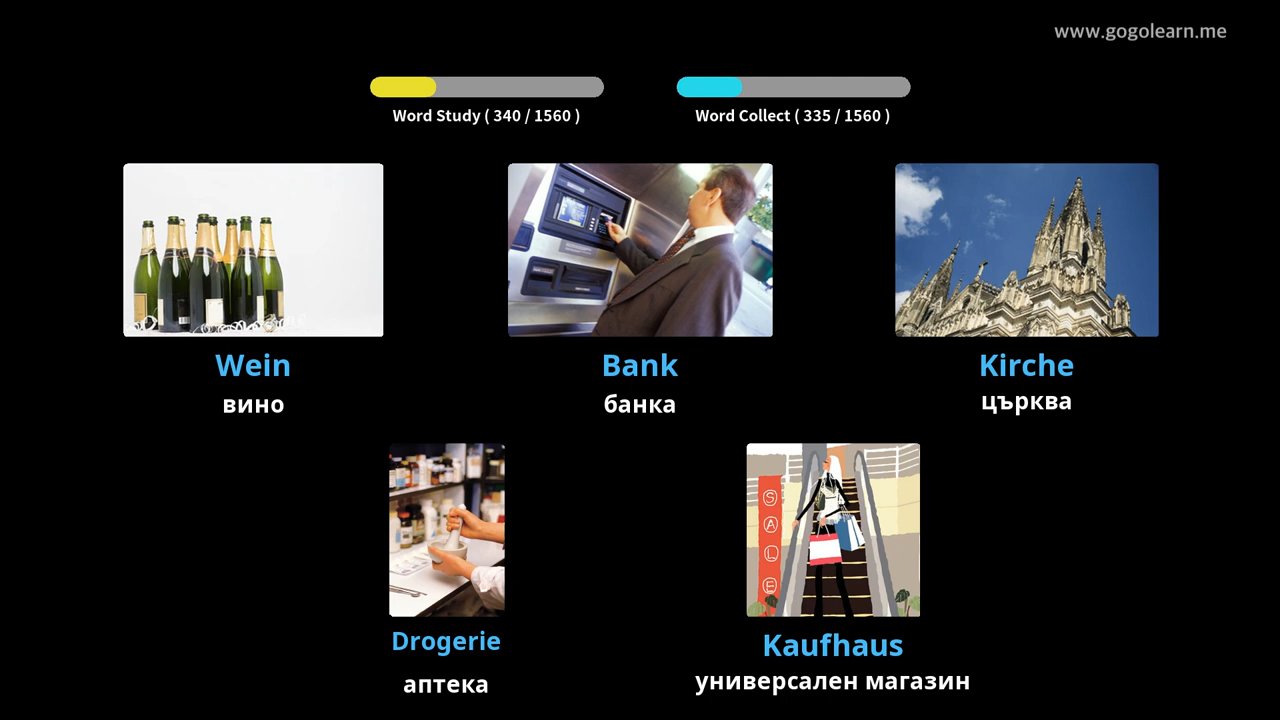 www.gogolearn.me
Word Study ( 340 / 1560 )
Word Collect ( 335 / 1560 )
Wein
Bank
Kirche
вино
банка
църква
SALE
Drogerie
Kaufhaus
аптека
универсален магазин